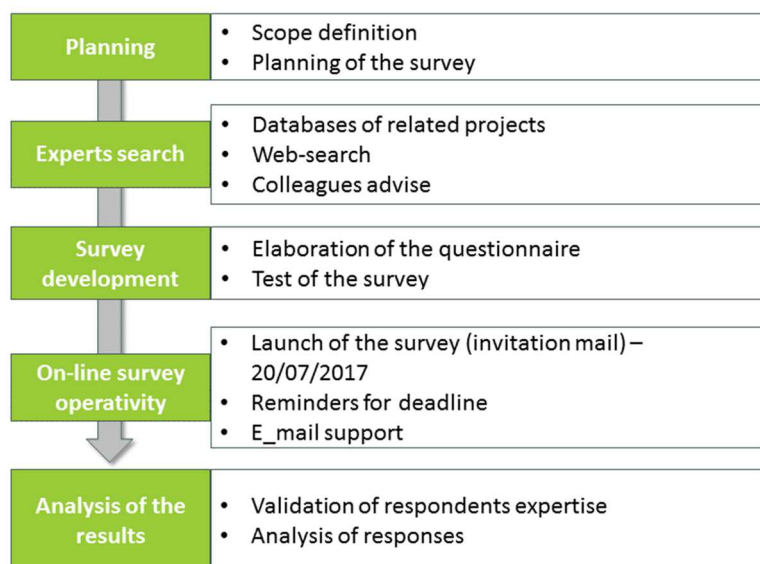 Planning
• Scope definition
• Planning of the survey
Experts search
• Databases of related projects
• Web-search
• Colleagues advise
Survey
development
• Elaboration of the questionnaire
• Test of the survey
On-line survey
operativity
• Launch of the survey (invitation mail) –
20/07/2017
• Reminders for deadline
• E_mail support
Analysis of the
results
• Validation of respondents expertise
• Analysis of responses